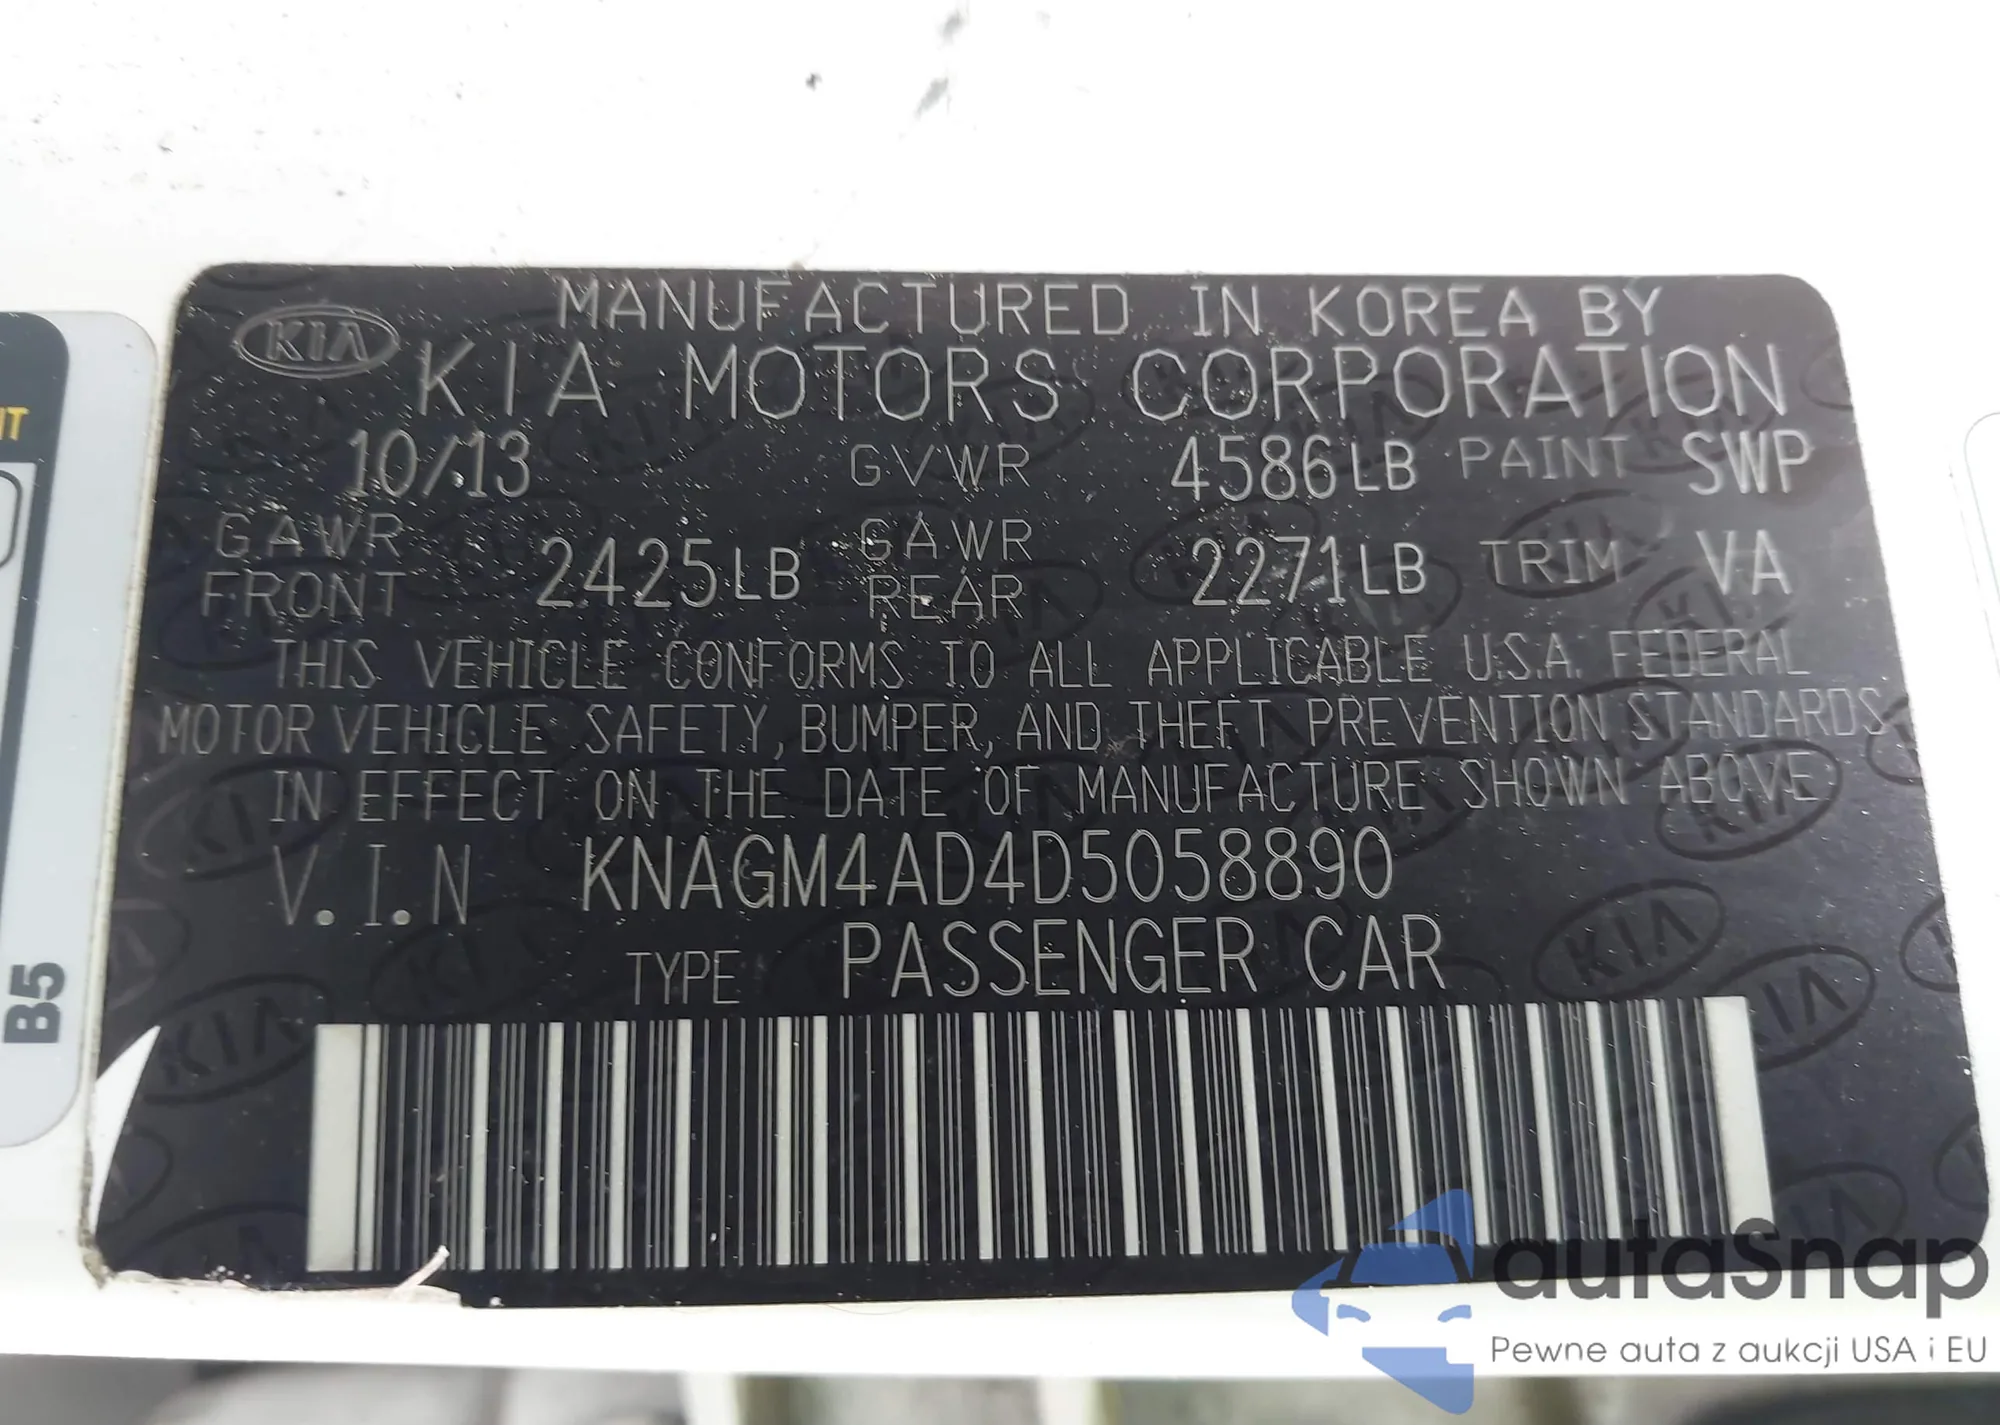 MANUFACTURED IN KOREA BY
KIA KIA MOTORS CORPORATION
10/13 GVWR 4586LB PAINT SWP
GAWR FRONT 2425LB GAWR REAR 2271LB TRIM VA
THIS VEHICLE CONFORMS TO ALL APPLICABLE U.S.A. FEDERAL
MOTOR VEHICLE SAFETY, BUMPER, AND THEFT PREVENTION STANDARDS
IN EFFECT ON THE DATE OF MANUFACTURE SHOWN ABOVE
V.I.N KNAGM4AD4D5058890
TYPE PASSENGER CAR
B5
autoSnap
Pewne auta z aukcji USA i EU